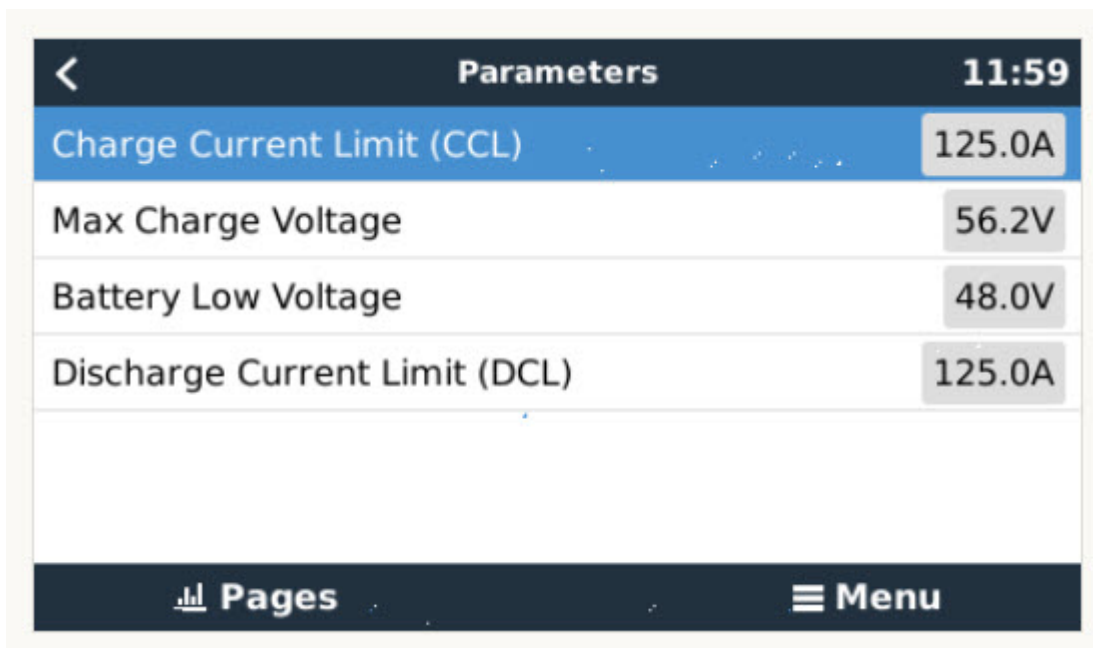 Parameters 11:59
Charge Current Limit (CCL) 125.0A
Max Charge Voltage 56.2V
Battery Low Voltage 48.0V
Discharge Current Limit (DCL) 125.0A
Pages Menu